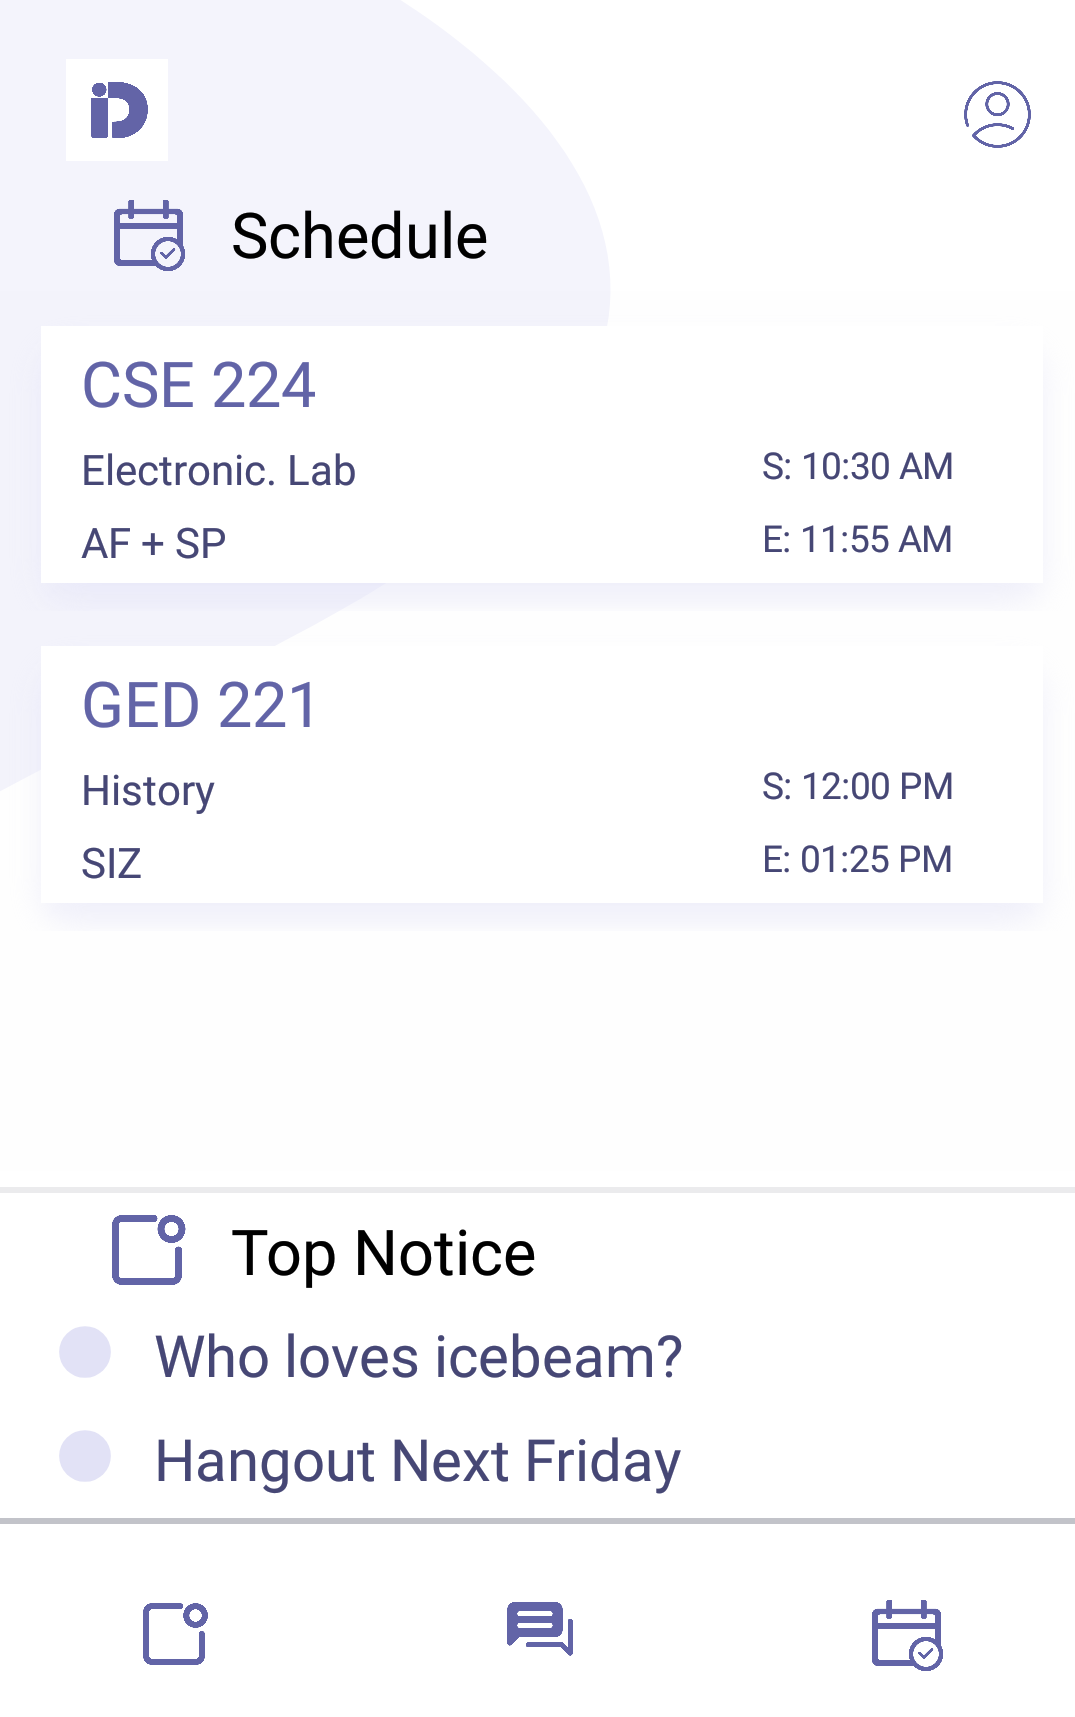 iD
Schedule
CSE 224
Electronic. Lab
S: 10:30 AM
AF + SP
E: 11:55 AM
GED 221
History
S: 12:00 PM
SIZ
E: 01:25 PM
Top Notice
Who loves icebeam?
Hangout Next Friday